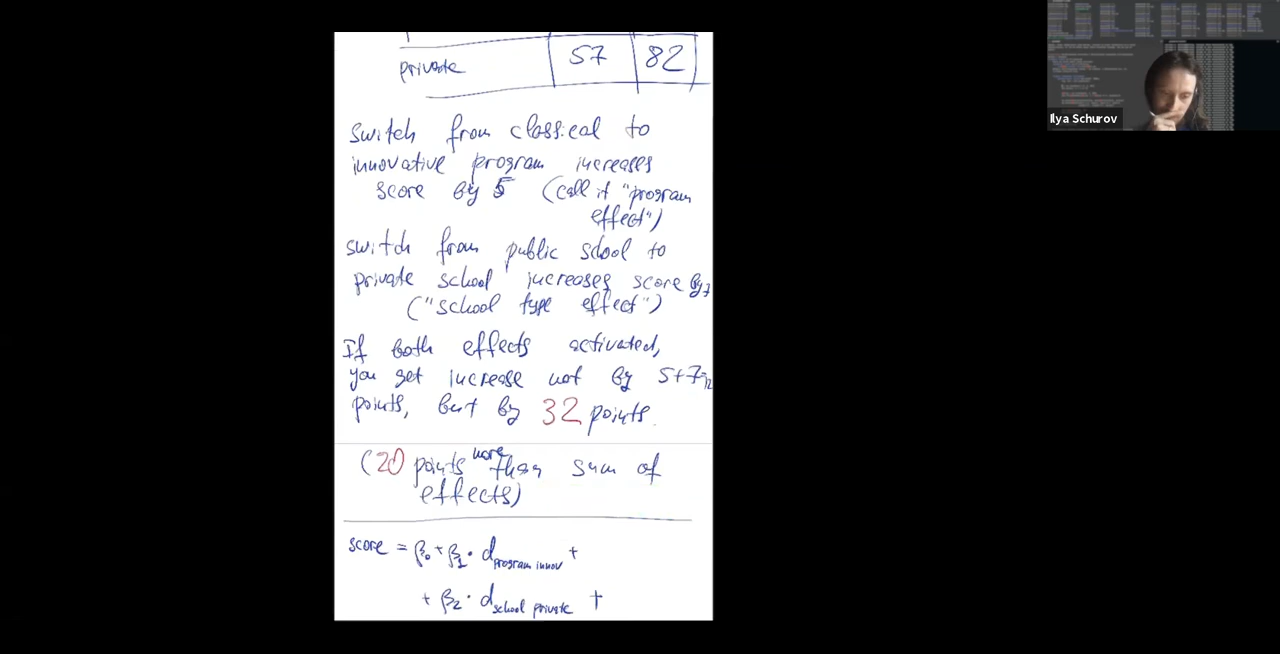 private 57 82
switch from classical to
innovative program increases
score by 5 (call it "program
effect")
switch from public school to
private school increases score by 7
("school type effect")
If both effects activated,
you get increase not by 5+7=12
points, but by 32 points.
(20 points more than sum of
effects)
score = β₀ + β₁ · d program innov +
+ β₂ · d school private +
Ilya Schurov